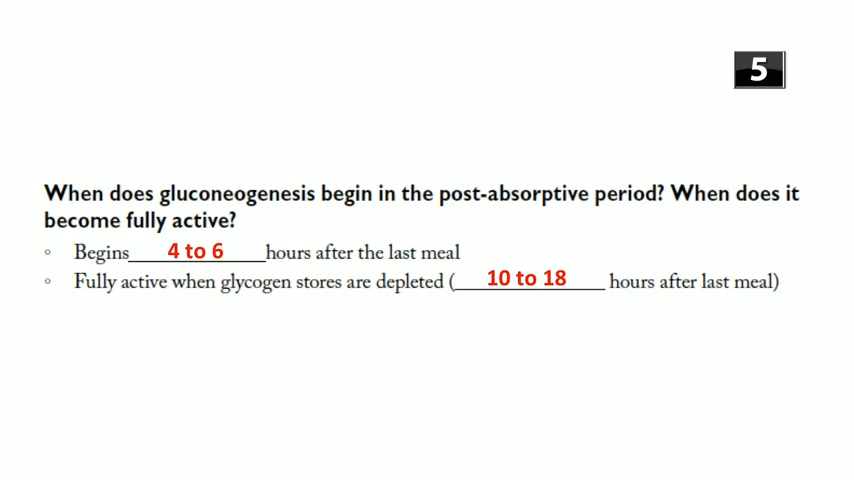 5
When does gluconeogenesis begin in the post-absorptive period? When does it
become fully active?
◦ Begins 4 to 6 hours after the last meal
◦ Fully active when glycogen stores are depleted (10 to 18 hours after last meal)